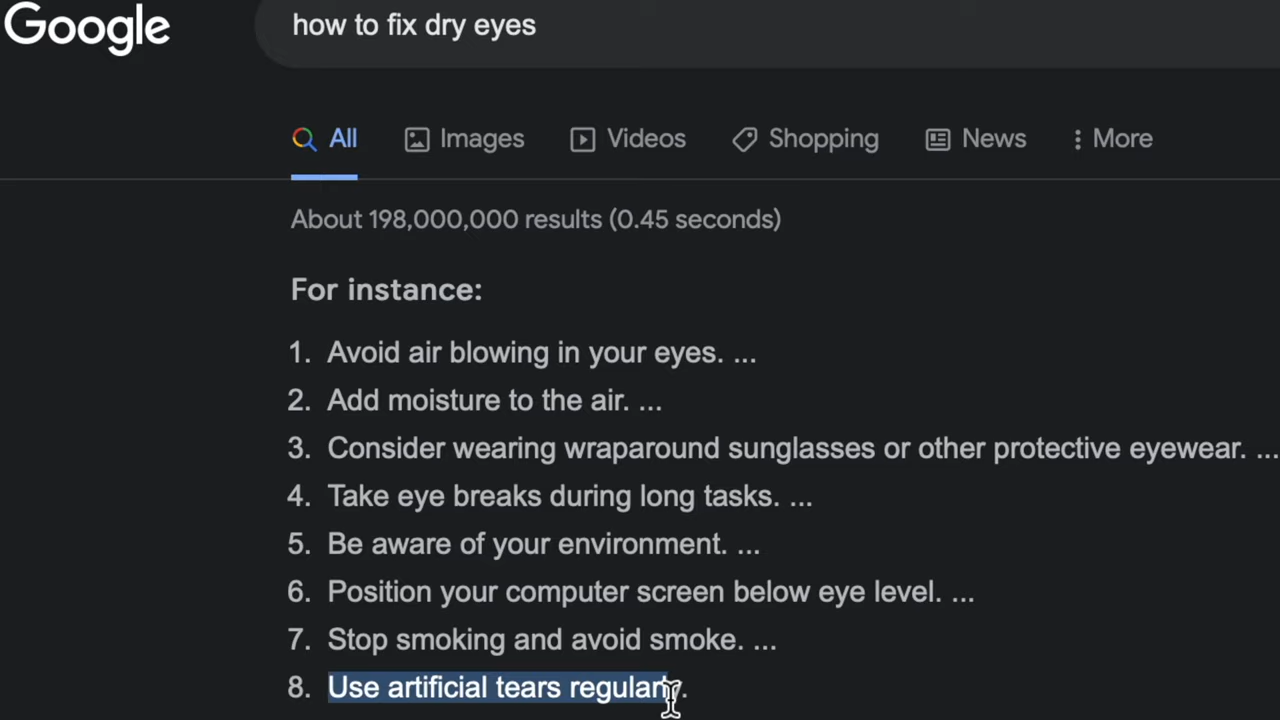 Google
how to fix dry eyes
All Images Videos Shopping News More
About 198,000,000 results (0.45 seconds)
For instance:
1. Avoid air blowing in your eyes. ...
2. Add moisture to the air. ...
3. Consider wearing wraparound sunglasses or other protective eyewear. ...
4. Take eye breaks during long tasks. ...
5. Be aware of your environment. ...
6. Position your computer screen below eye level. ...
7. Stop smoking and avoid smoke. ...
8. Use artificial tears regularly.